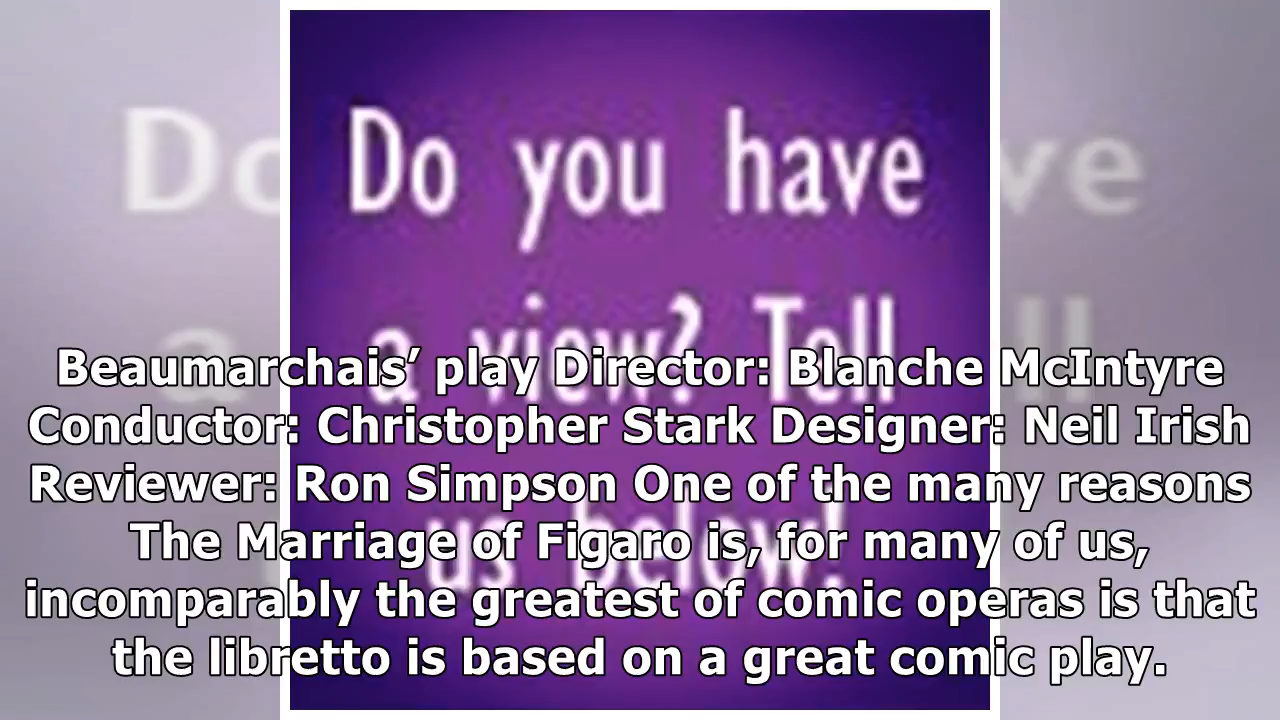 Do you have
a view? Tell
us below!
Beaumarchais’ play Director: Blanche McIntyre
Conductor: Christopher Stark Designer: Neil Irish
Reviewer: Ron Simpson One of the many reasons
The Marriage of Figaro is, for many of us,
incomparably the greatest of comic operas is that
the libretto is based on a great comic play.